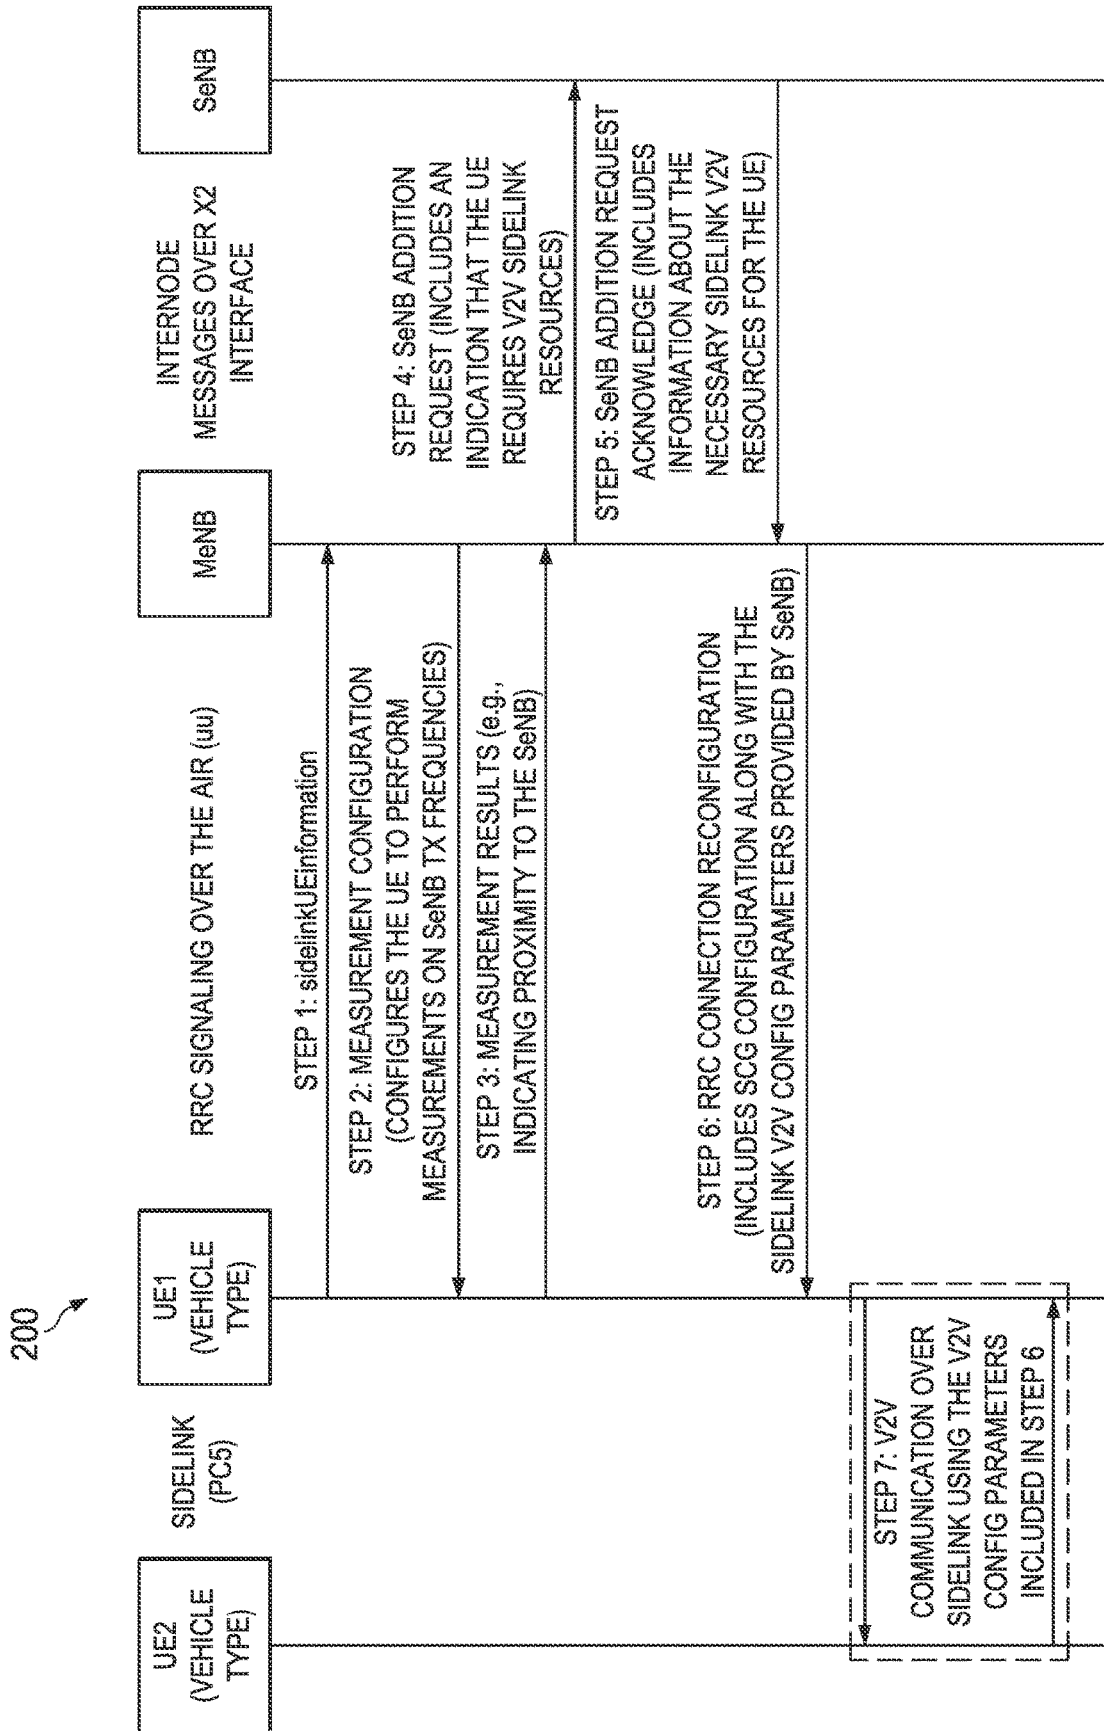 200
UE2
(VEHICLE
TYPE)
SIDELINK
(PC5)
UE1
(VEHICLE
TYPE)
RRC SIGNALING OVER THE AIR (uu)
MeNB
INTERNODE
MESSAGES OVER X2
INTERFACE
SeNB
STEP 1: sidelinkUEinformation
STEP 2: MEASUREMENT CONFIGURATION
(CONFIGURES THE UE TO PERFORM
MEASUREMENTS ON SeNB TX FREQUENCIES)
STEP 3: MEASUREMENT RESULTS (e.g.,
INDICATING PROXIMITY TO THE SeNB)
STEP 4: SeNB ADDITION
REQUEST (INCLUDES AN
INDICATION THAT THE UE
REQUIRES V2V SIDELINK
RESOURCES)
STEP 5: SeNB ADDITION REQUEST
ACKNOWLEDGE (INCLUDES
INFORMATION ABOUT THE
NECESSARY SIDELINK V2V
RESOURCES FOR THE UE)
STEP 6: RRC CONNECTION RECONFIGURATION
(INCLUDES SCG CONFIGURATION ALONG WITH THE
SIDELINK V2V CONFIG PARAMETERS PROVIDED BY SeNB)
STEP 7: V2V
COMMUNICATION OVER
SIDELINK USING THE V2V
CONFIG PARAMETERS
INCLUDED IN STEP 6